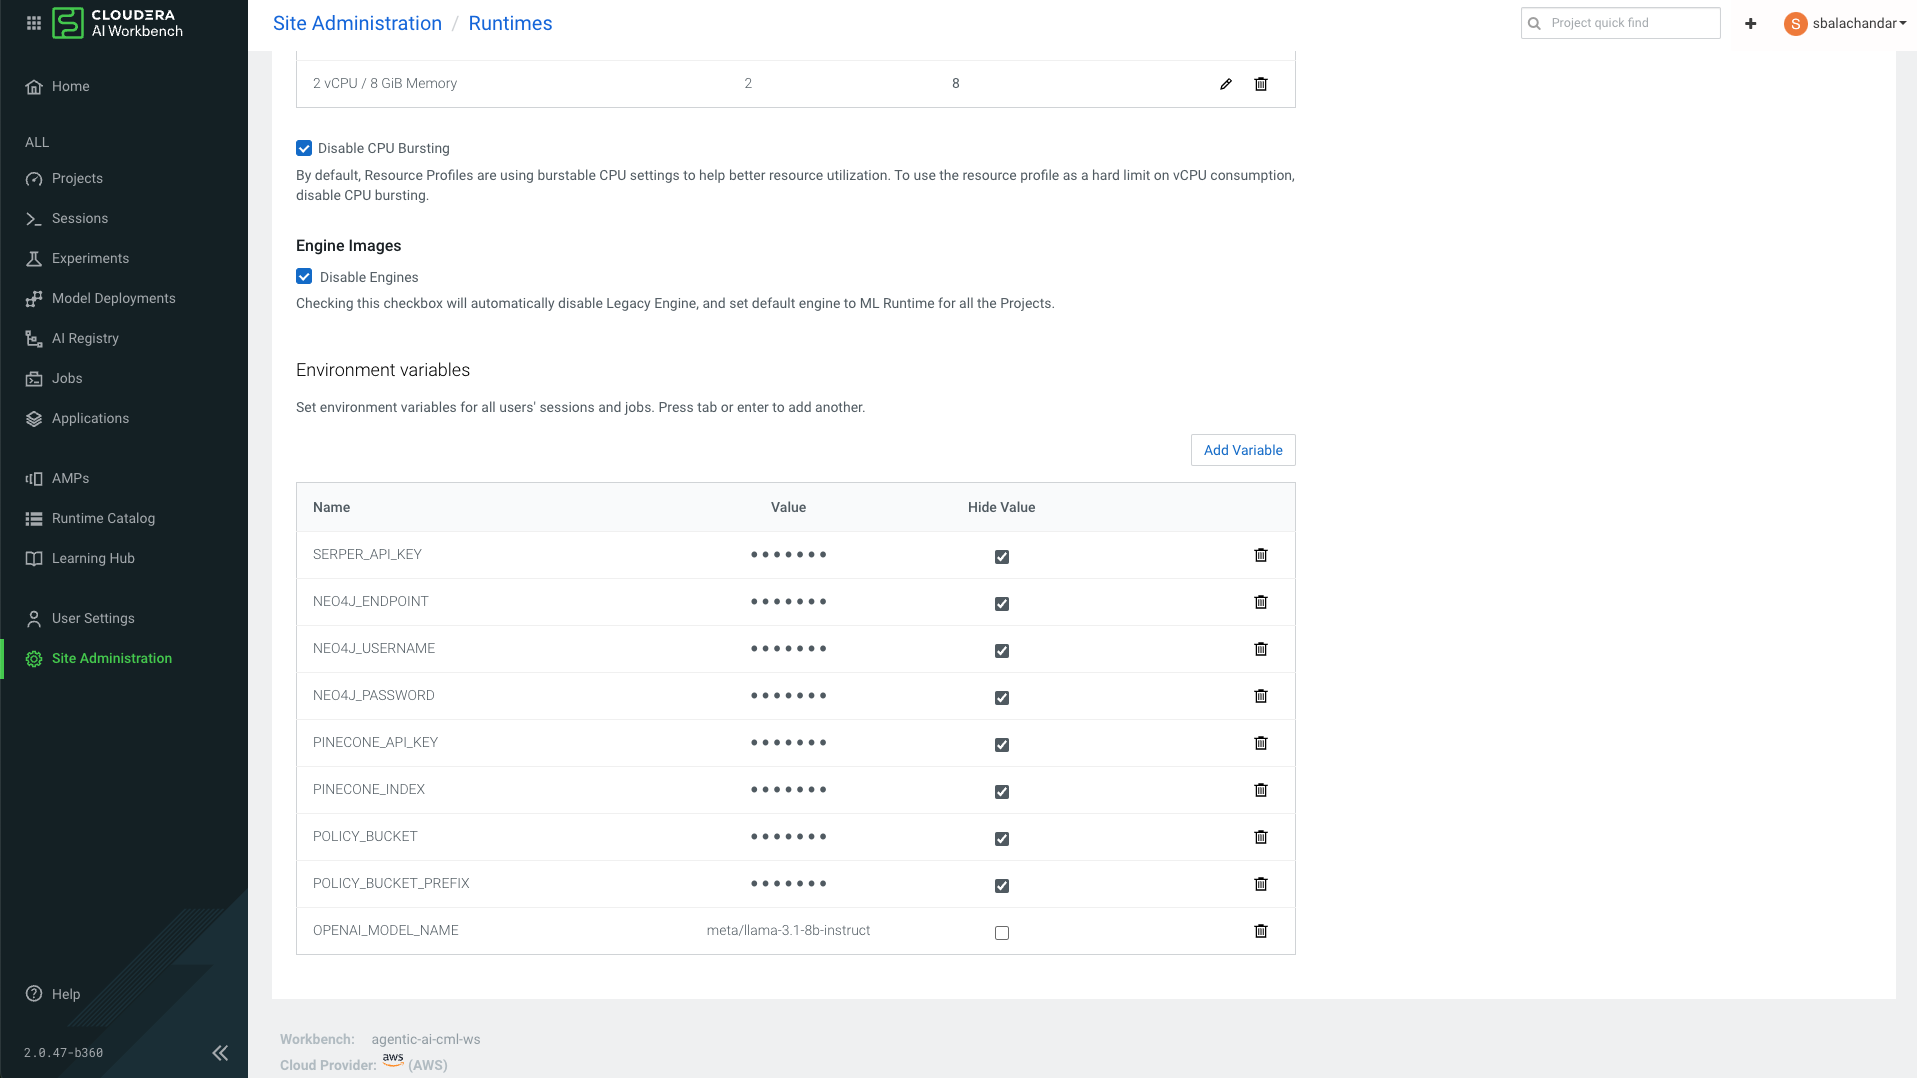 CLOUDERA
AI Workbench
Site Administration / Runtimes
Project quick find
S
sbalachandar
Home
ALL
Projects
Sessions
Experiments
Model Deployments
AI Registry
Jobs
Applications
AMPs
Runtime Catalog
Learning Hub
User Settings
Site Administration
Help
2.0.47-b360
2 vCPU / 8 GiB Memory 2 8
Disable CPU Bursting
By default, Resource Profiles are using burstable CPU settings to help better resource utilization. To use the resource profile as a hard limit on vCPU consumption,
disable CPU bursting.
Engine Images
Disable Engines
Checking this checkbox will automatically disable Legacy Engine, and set default engine to ML Runtime for all the Projects.
Environment variables
Set environment variables for all users' sessions and jobs. Press tab or enter to add another.
Add Variable
Name Value Hide Value
SERPER_API_KEY •••••••
NEO4J_ENDPOINT •••••••
NEO4J_USERNAME •••••••
NEO4J_PASSWORD •••••••
PINECONE_API_KEY •••••••
PINECONE_INDEX •••••••
POLICY_BUCKET •••••••
POLICY_BUCKET_PREFIX •••••••
OPENAI_MODEL_NAME meta/llama-3.1-8b-instruct
Workbench: agentic-ai-cml-ws
Cloud Provider: aws (AWS)